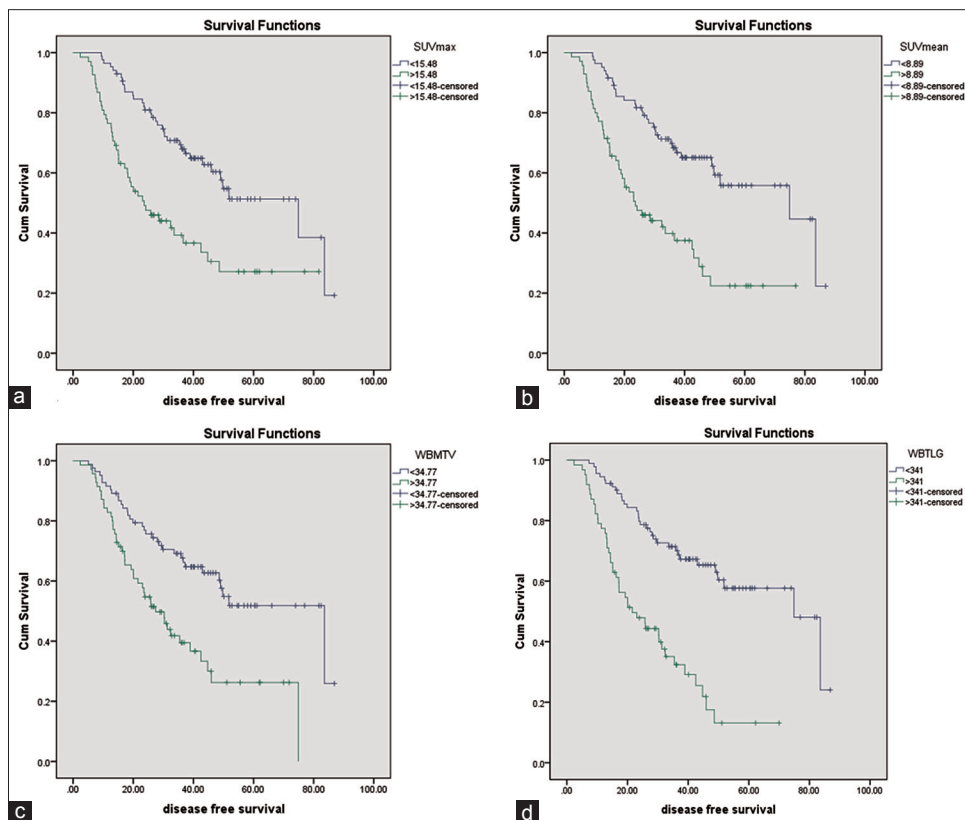 Survival Functions
SUVmax
<15.48
>15.48
<15.48-censored
>15.48-censored
Cum Survival
1.0
0.8
0.6
0.4
0.2
0.0
.00 20.00 40.00 60.00 80.00 100.00
disease free survival
a
Survival Functions
SUVmean
<8.89
>8.89
<8.89-censored
>8.89-censored
Cum Survival
1.0
0.8
0.6
0.4
0.2
0.0
.00 20.00 40.00 60.00 80.00 100.00
disease free survival
b
Survival Functions
WBMTV
<34.77
>34.77
<34.77-censored
>34.77-censored
Cum Survival
1.0
0.8
0.6
0.4
0.2
0.0
.00 20.00 40.00 60.00 80.00 100.00
disease free survival
c
Survival Functions
WBTLG
<341
>341
<341-censored
>341-censored
Cum Survival
1.0
0.8
0.6
0.4
0.2
0.0
.00 20.00 40.00 60.00 80.00 100.00
disease free survival
d